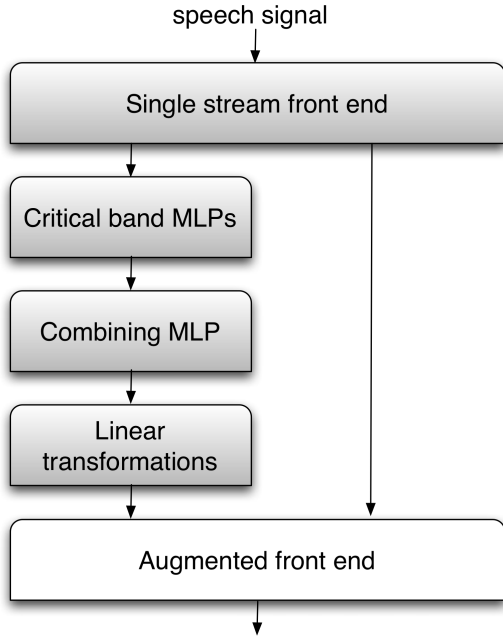 speech signal
Single stream front end
Critical band MLPs
Combining MLP
Linear
transformations
Augmented front end